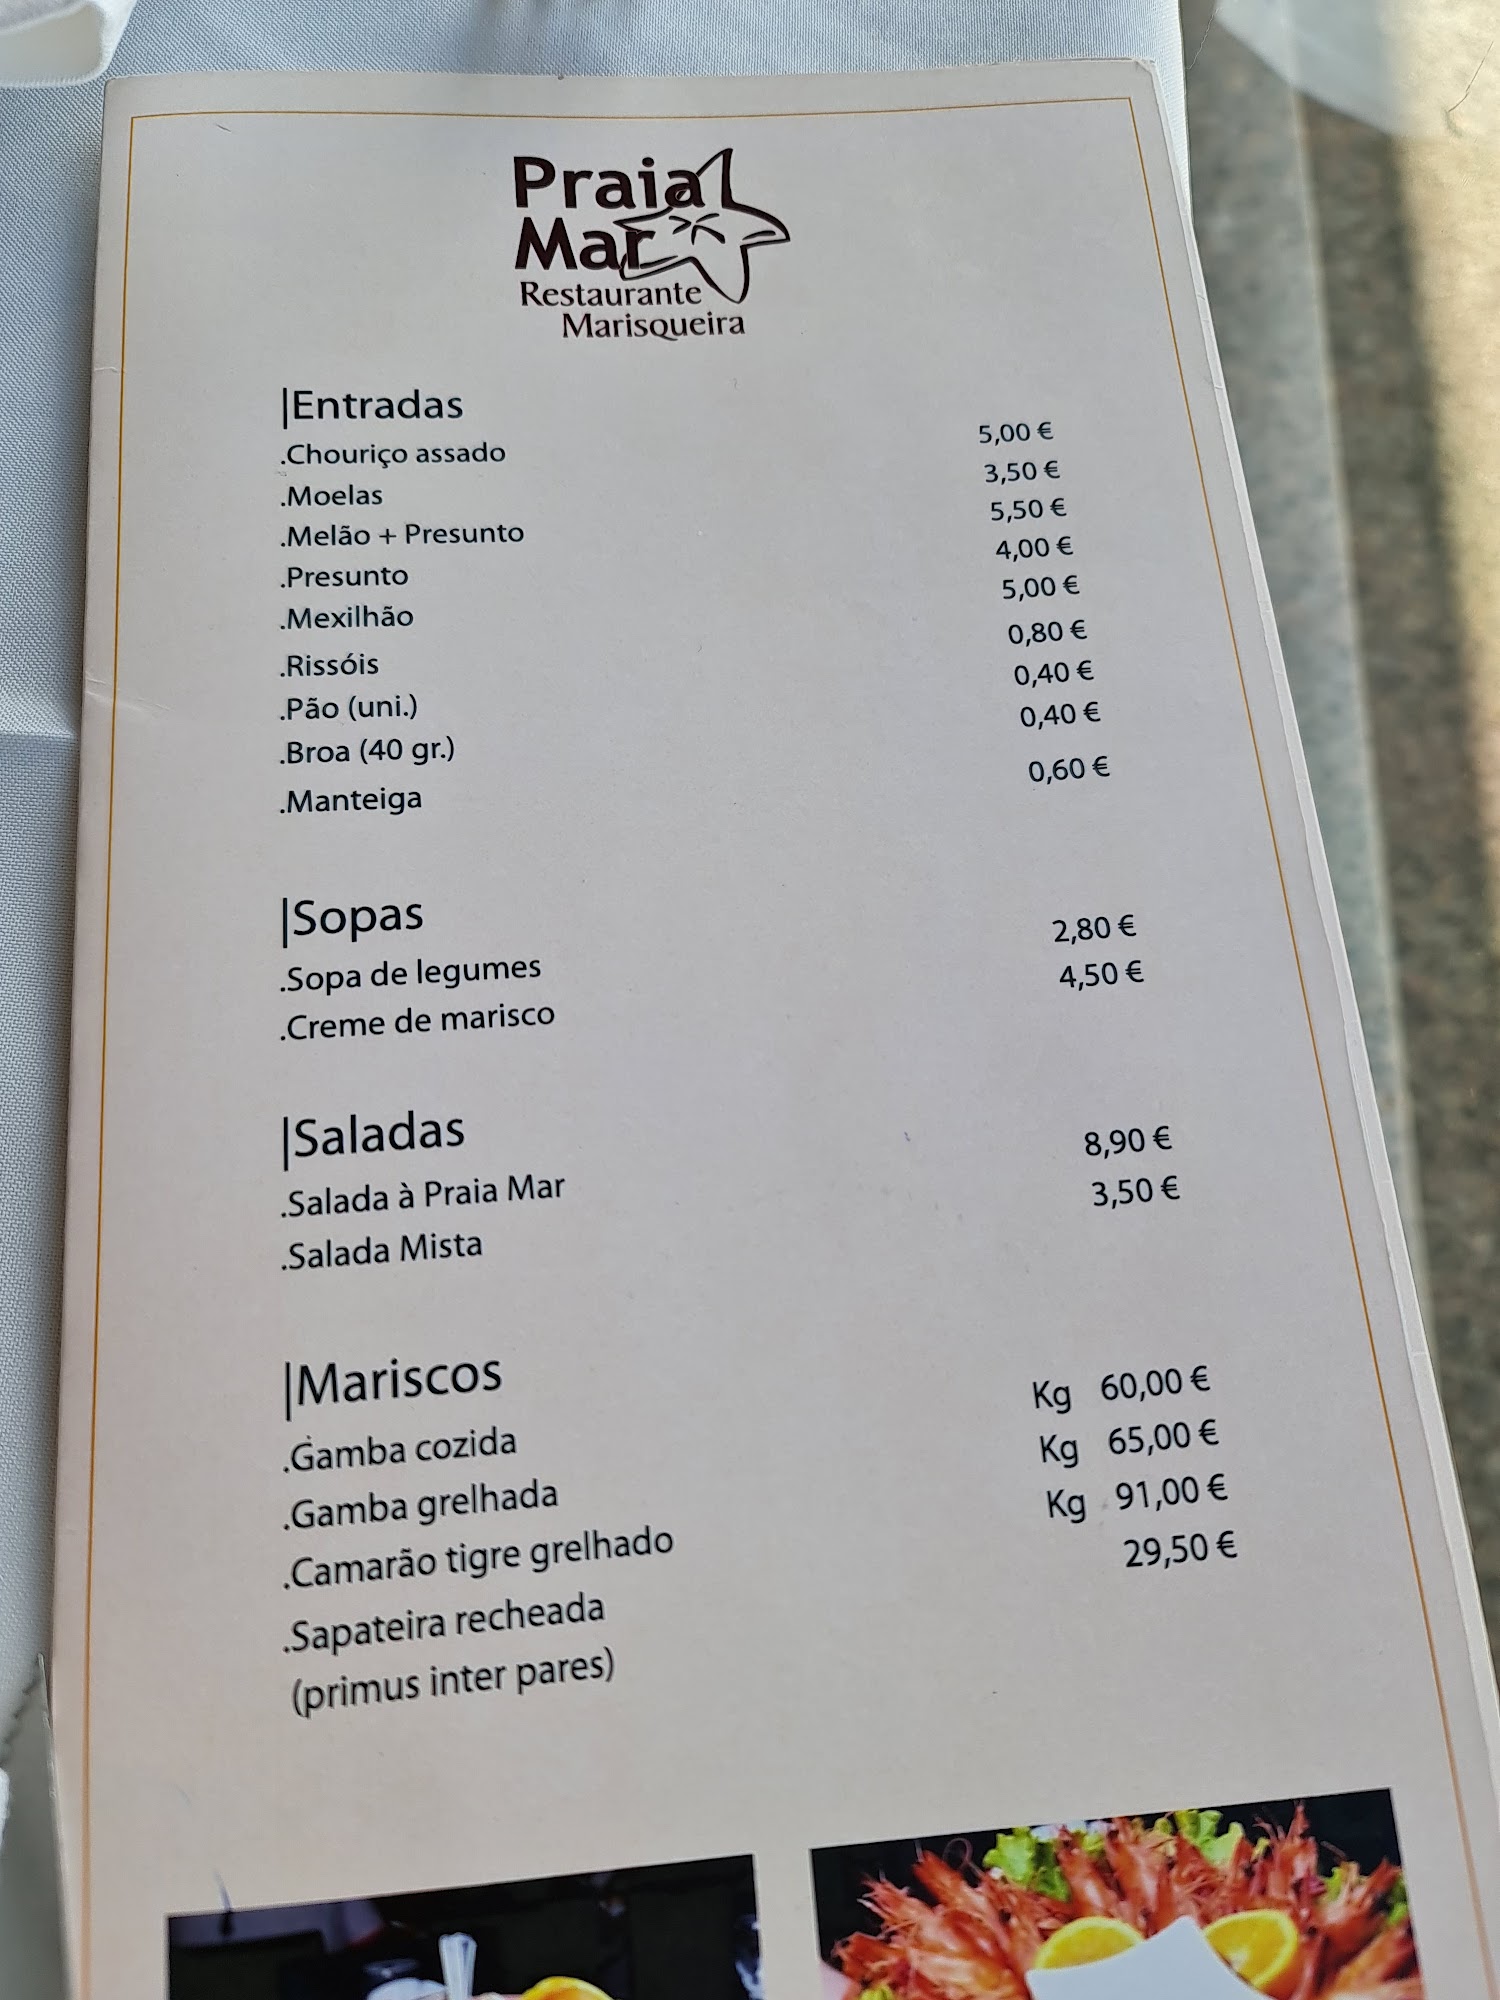 Praia
Mar
Restaurante
Marisqueira
|Entradas
.Chouriço assado 5,00 €
.Moelas 3,50 €
.Melão + Presunto 5,50 €
.Presunto 4,00 €
.Mexilhão 5,00 €
.Rissóis 0,80 €
.Pão (uni.) 0,40 €
.Broa (40 gr.) 0,40 €
.Manteiga 0,60 €
|Sopas
.Sopa de legumes 2,80 €
.Creme de marisco 4,50 €
|Saladas
.Salada à Praia Mar 8,90 €
.Salada Mista 3,50 €
|Mariscos
.Gamba cozida Kg 60,00 €
.Gamba grelhada Kg 65,00 €
.Camarão tigre grelhado Kg 91,00 €
.Sapateira recheada 29,50 €
(primus inter pares)